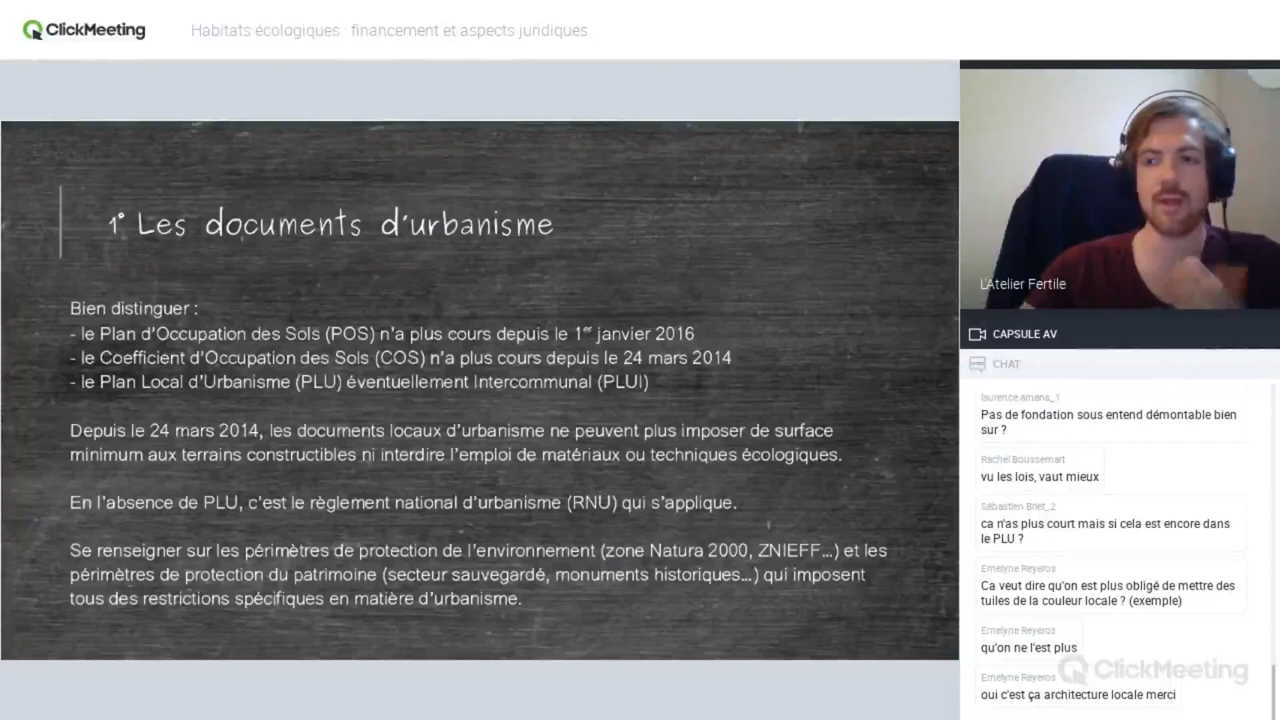 ClickMeeting
Habitats écologiques : financement et aspects juridiques
1° Les documents d'urbanisme
Bien distinguer :
- le Plan d'Occupation des Sols (POS) n'a plus cours depuis le 1er janvier 2016
- le Coefficient d'Occupation des Sols (COS) n'a plus cours depuis le 24 mars 2014
- le Plan Local d'Urbanisme (PLU) éventuellement Intercommunal (PLUI)
Depuis le 24 mars 2014, les documents locaux d'urbanisme ne peuvent plus imposer de surface
minimum aux terrains constructibles ni interdire l'emploi de matériaux ou techniques écologiques.
En l'absence de PLU, c'est le règlement national d'urbanisme (RNU) qui s'applique.
Se renseigner sur les périmètres de protection de l'environnement (zone Natura 2000, ZNIEFF...) et les
périmètres de protection du patrimoine (secteur sauvegardé, monuments historiques...) qui imposent
tous des restrictions spécifiques en matière d'urbanisme.
L'Atelier Fertile
CAPSULE AV
CHAT
laurence.amans_1
Pas de fondation sous entend démontable bien
sur ?
Rachel Boussemart
vu les lois, vaut mieux
Sébastien Briet_2
ca n'as plus court mais si cela est encore dans
le PLU ?
Emelyne Reyeros
Ca veut dire qu'on est plus obligé de mettre des
tuiles de la couleur locale ? (exemple)
Emelyne Reyeros
qu'on ne l'est plus
Emelyne Reyeros
oui c'est ça architecture locale merci
ClickMeeting